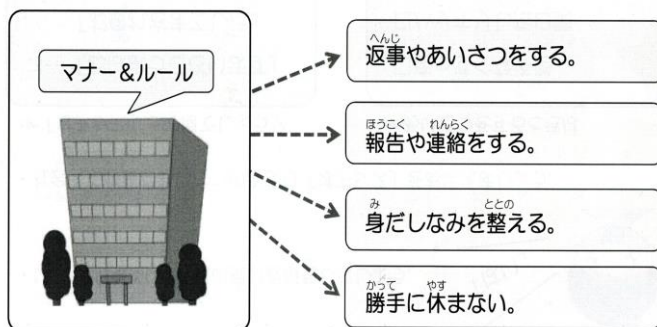 マナー&ルール
返事やあいさつをする。
報告や連絡をする。
身だしなみを整える。
勝手に休まない。